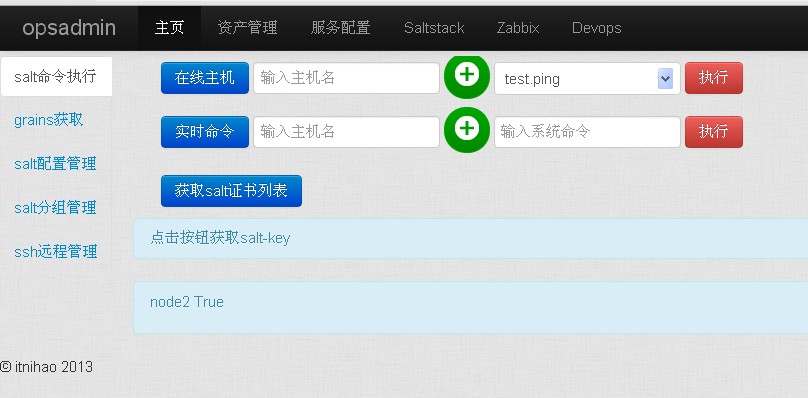 opsadmin 主页 资产管理 服务配置 Saltstack Zabbix Devops
salt命令执行
grains获取
salt配置管理
salt分组管理
ssh远程管理
在线主机 输入主机名 test.ping 执行
实时命令 输入主机名 输入系统命令 执行
获取salt证书列表
点击按钮获取salt-key
node2 True
© itnihao 2013